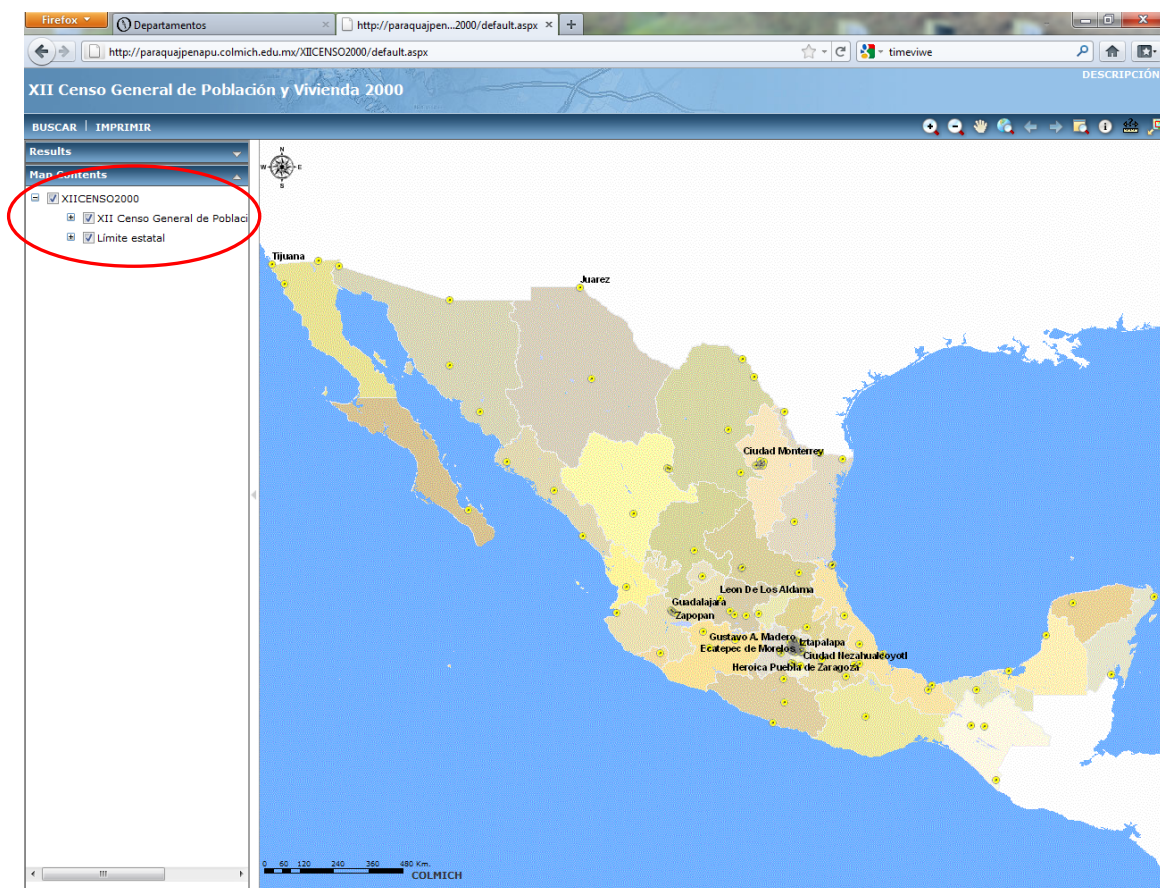 Firefox
Departamentos
http://paraquajpen...2000/default.aspx
http://paraquajpenapu.colmich.edu.mx/XIICENSO2000/default.aspx
timeviwe
DESCRIPCIÓN
XII Censo General de Población y Vivienda 2000
BUSCAR | IMPRIMIR
Results
Map Contents
XIICENSO2000
XII Censo General de Poblaci
Límite estatal
N
W E
S
Tijuana
Juarez
Ciudad Monterrey
Leon De Los Aldama
Guadalajara
Zapopan
Gustavo A. Madero
Iztapalapa
Ecatepec de Morelos
Ciudad Nezahualcoyotl
Heroica Puebla de Zaragoza
0 60 120 240 360 480 Km.
COLMICH